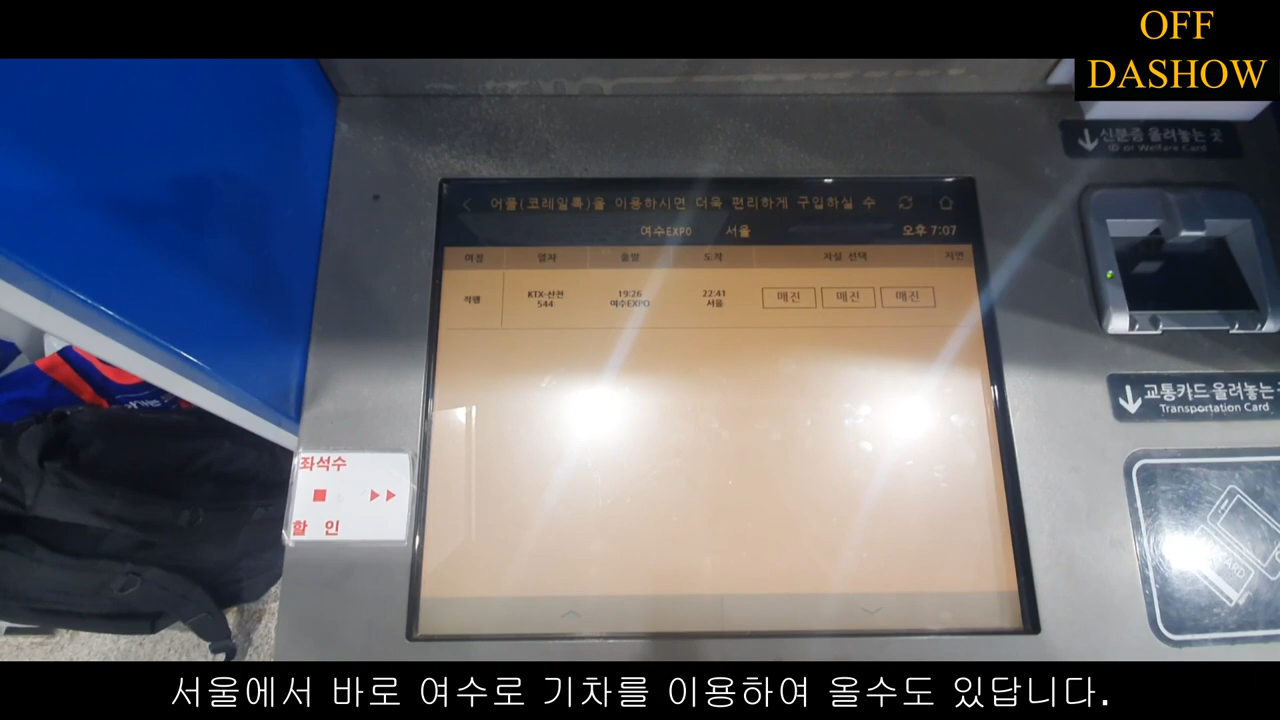 OFF
DASHOW
신분증 올려놓는 곳
ID or Welfare Card
어플(코레일톡)을 이용하시면 더욱 편리하게 구입하실 수
여수EXPO 서울 오후 7:07
여정 열차 출발 도착 좌석 선택 지연
직행 KTX-산천 544 19:26 여수EXPO 22:41 서울 매진 매진 매진
교통카드 올려놓는
Transportation Card
좌석수
할 인
CARD
서울에서 바로 여수로 기차를 이용하여 올수도 있답니다.